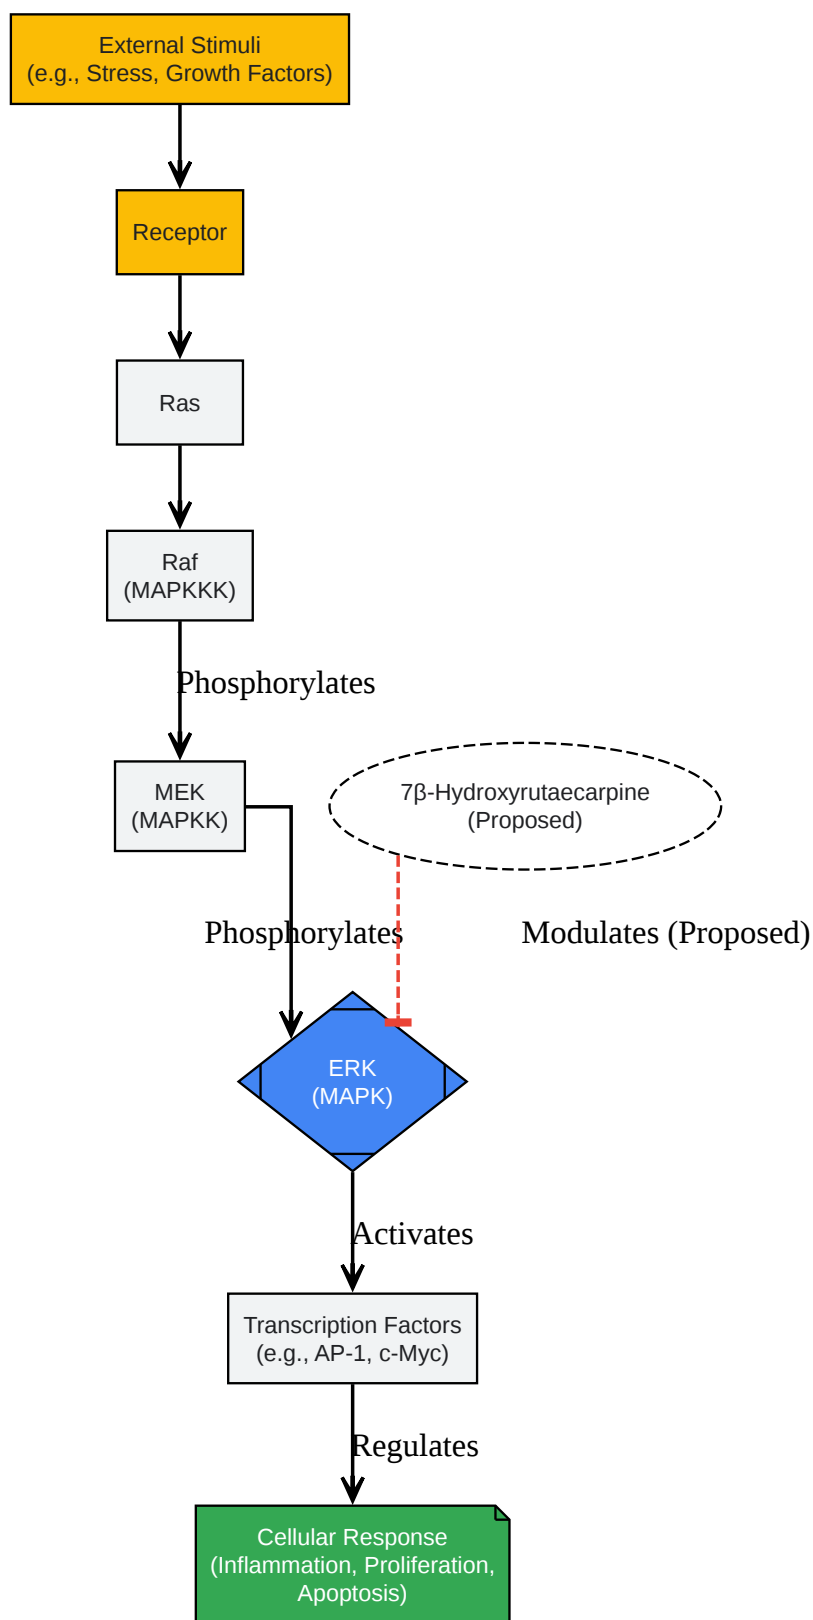 External Stimuli
(e.g., Stress, Growth Factors)
Receptor
Ras
Raf
(MAPKKK)
Phosphorylates
MEK
(MAPKK)
7β-Hydroxyrutaecarpine
(Proposed)
Phosphorylates
Modulates (Proposed)
ERK
(MAPK)
Activates
Transcription Factors
(e.g., AP-1, c-Myc)
Regulates
Cellular Response
(Inflammation, Proliferation,
Apoptosis)